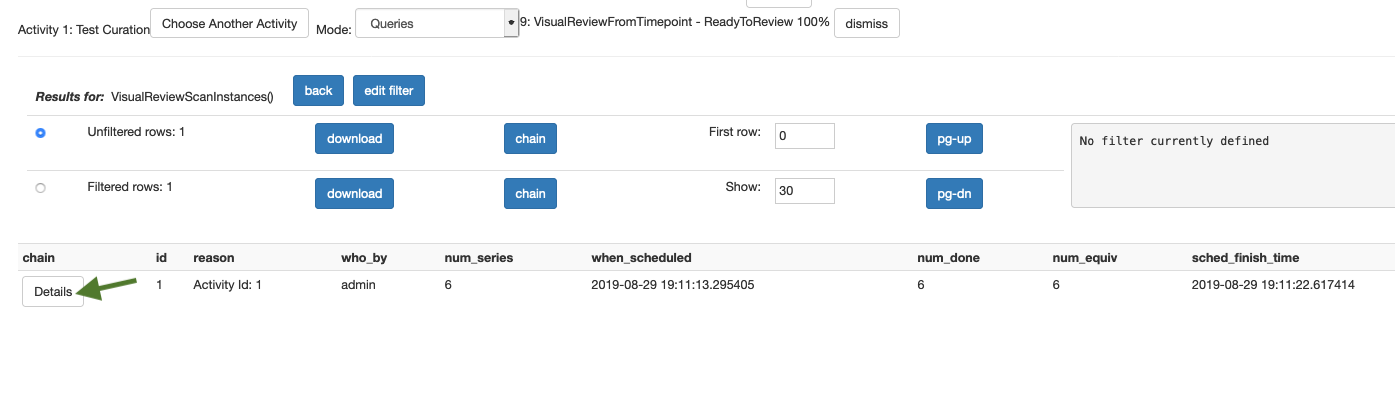 Activity 1: Test Curation Choose Another Activity Mode: Queries 9: VisualReviewFromTimepoint - ReadyToReview 100% dismiss
Results for: VisualReviewScanInstances() back edit filter
Unfiltered rows: 1 download chain First row: 0 pg-up No filter currently defined
Filtered rows: 1 download chain Show: 30 pg-dn
chain id reason who_by num_series when_scheduled num_done num_equiv sched_finish_time
Details 1 Activity Id: 1 admin 6 2019-08-29 19:11:13.295405 6 6 2019-08-29 19:11:22.617414